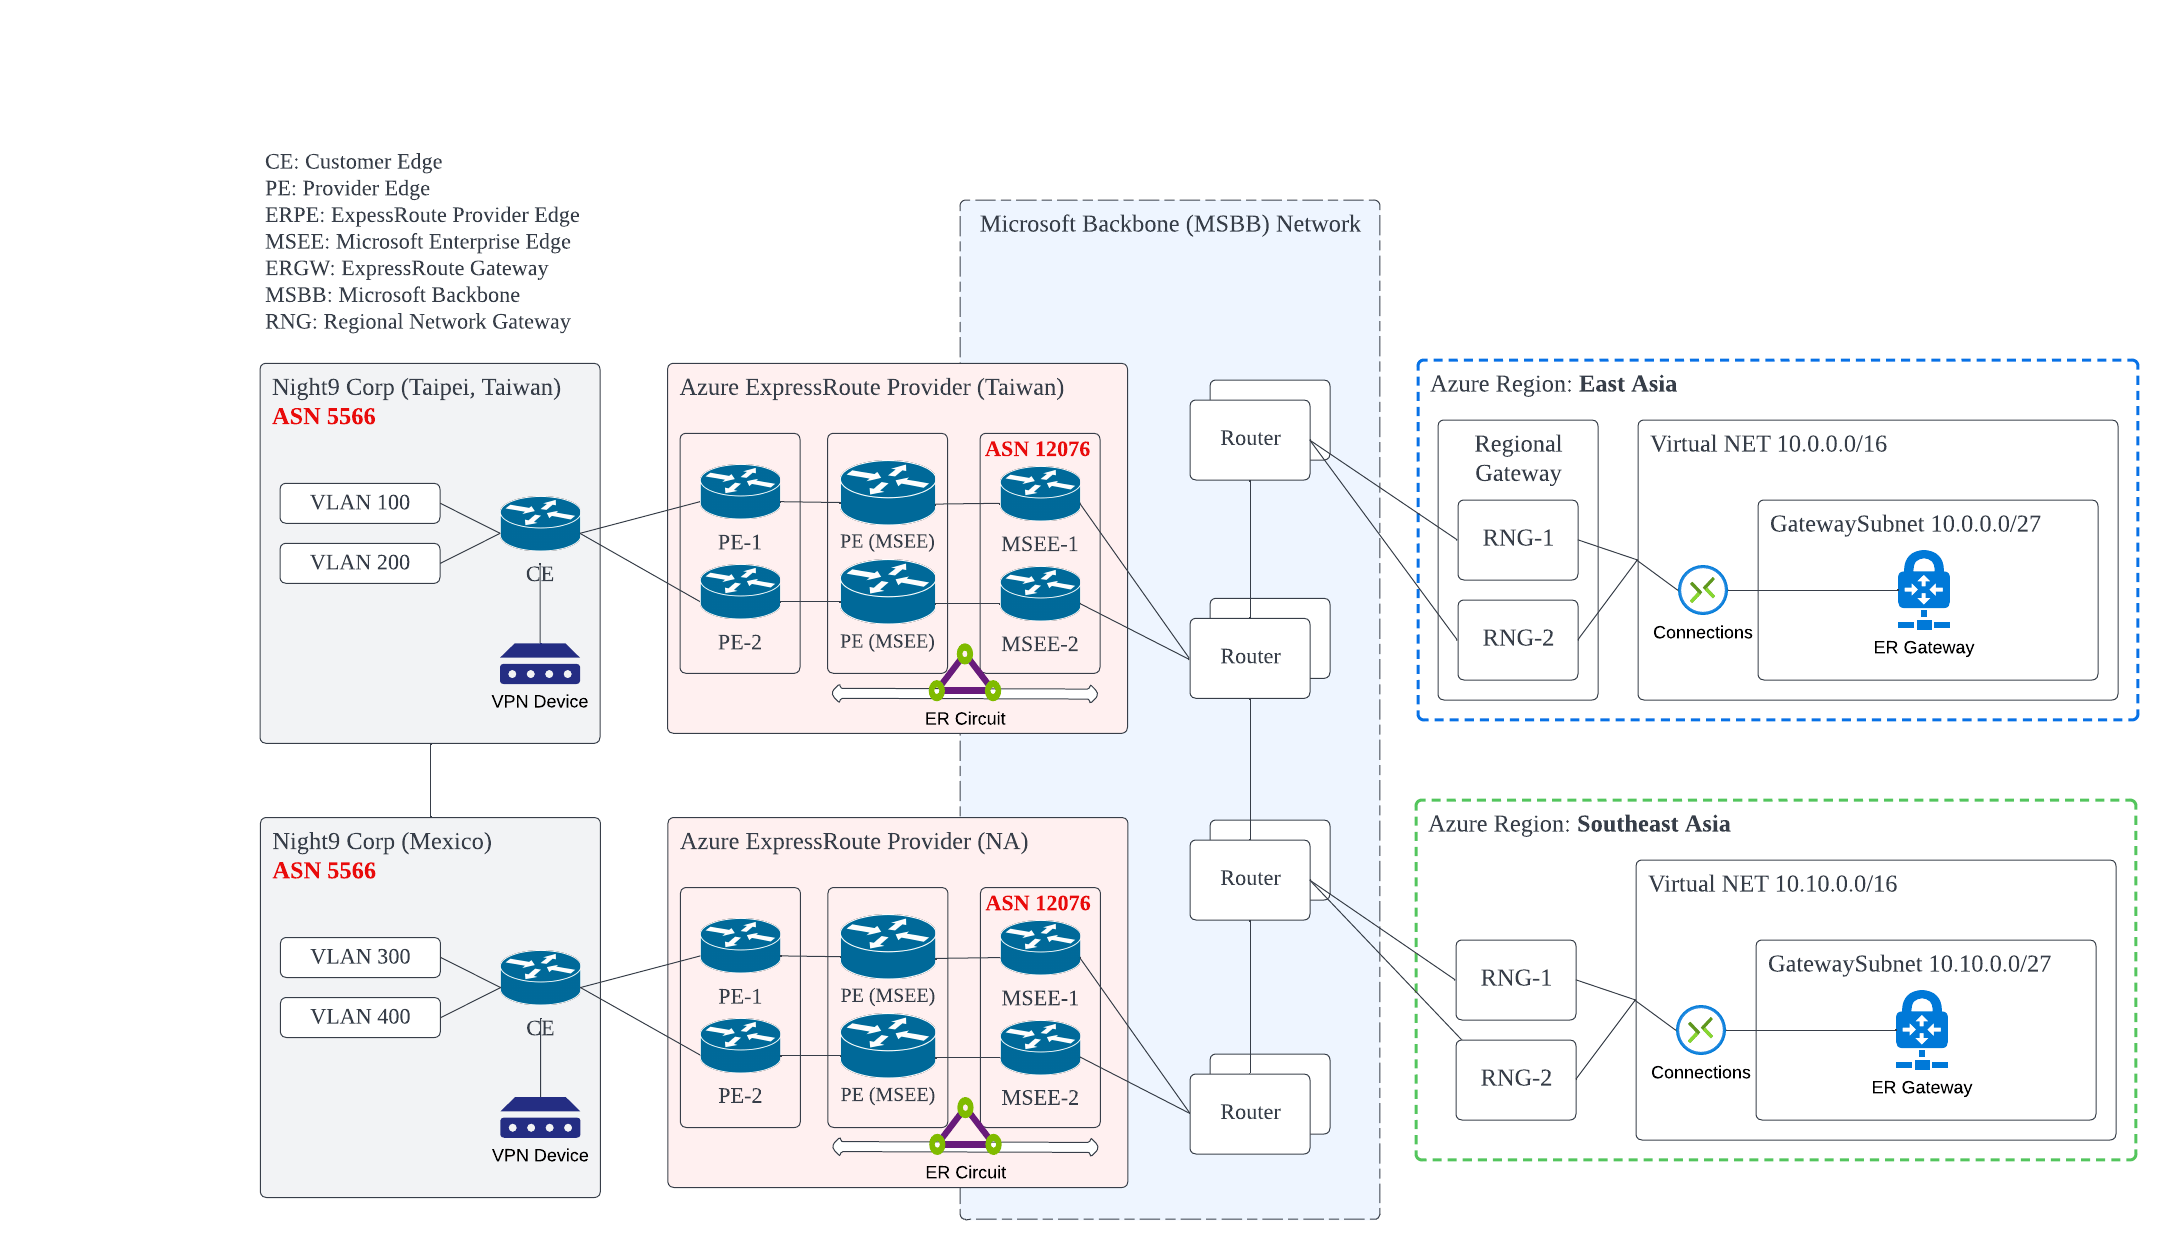 CE: Customer Edge
PE: Provider Edge
ERPE: ExpessRoute Provider Edge
MSEE: Microsoft Enterprise Edge
ERGW: ExpressRoute Gateway
MSBB: Microsoft Backbone
RNG: Regional Network Gateway
Microsoft Backbone (MSBB) Network
Night9 Corp (Taipei, Taiwan)
ASN 5566
VLAN 100
VLAN 200
CE
VPN Device
Azure ExpressRoute Provider (Taiwan)
PE-1
PE-2
PE (MSEE)
PE (MSEE)
ASN 12076
MSEE-1
MSEE-2
ER Circuit
Router
Router
Azure Region: East Asia
Regional
Gateway
RNG-1
RNG-2
Virtual NET 10.0.0.0/16
Connections
GatewaySubnet 10.0.0.0/27
ER Gateway
Night9 Corp (Mexico)
ASN 5566
VLAN 300
VLAN 400
CE
VPN Device
Azure ExpressRoute Provider (NA)
PE-1
PE-2
PE (MSEE)
PE (MSEE)
ASN 12076
MSEE-1
MSEE-2
ER Circuit
Router
Router
Azure Region: Southeast Asia
RNG-1
RNG-2
Virtual NET 10.10.0.0/16
Connections
GatewaySubnet 10.10.0.0/27
ER Gateway